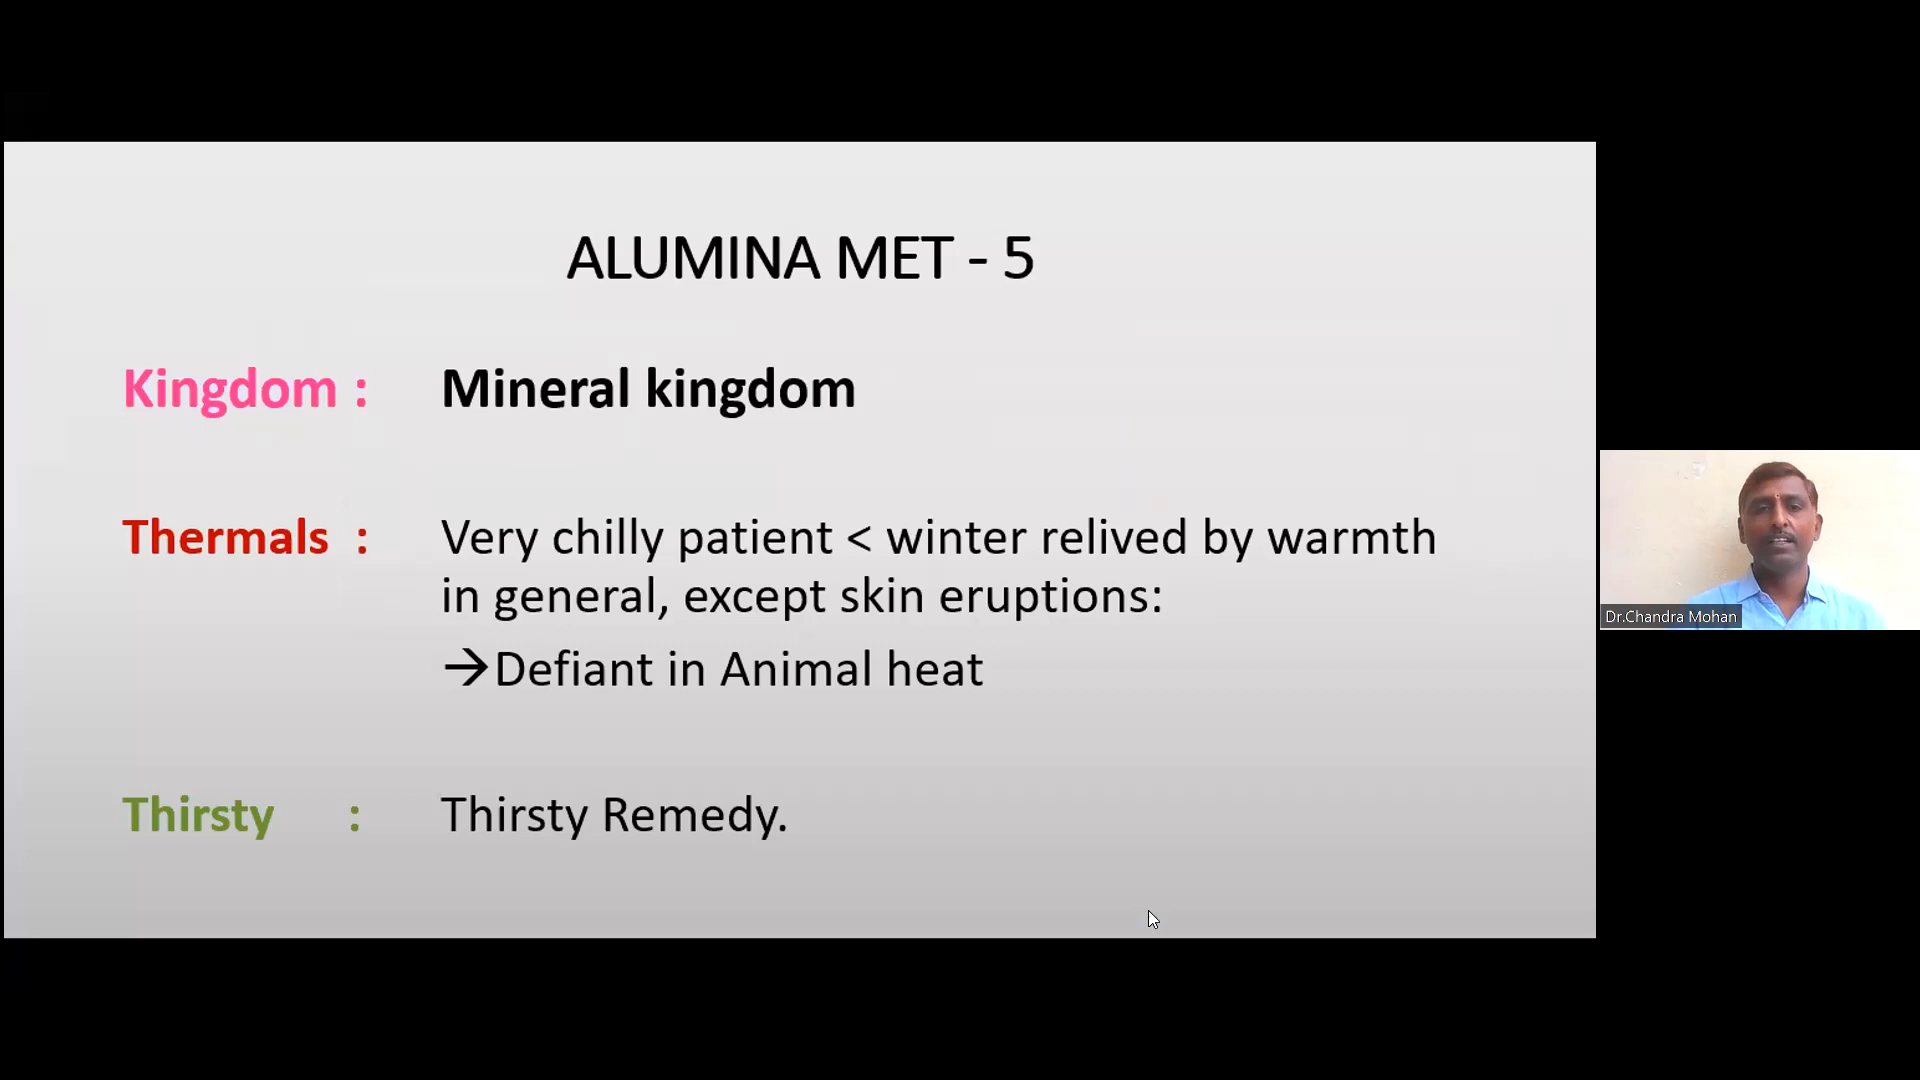 ALUMINA MET - 5
Kingdom : Mineral kingdom
Thermals : Very chilly patient < winter relived by warmth
in general, except skin eruptions:
→Defiant in Animal heat
Thirsty : Thirsty Remedy.
Dr.Chandra Mohan